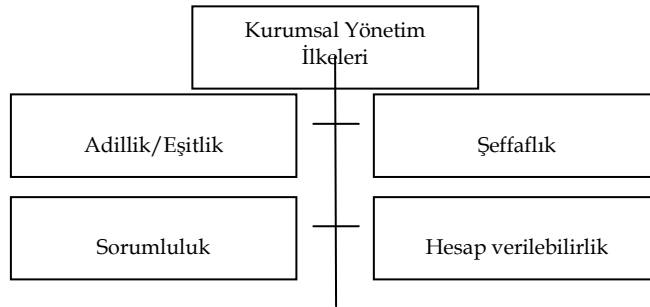 Kurumsal Yönetim
İlkeleri
Adillik/Eşitlik
Şeffaflık
Sorumluluk
Hesap verilebilirlik